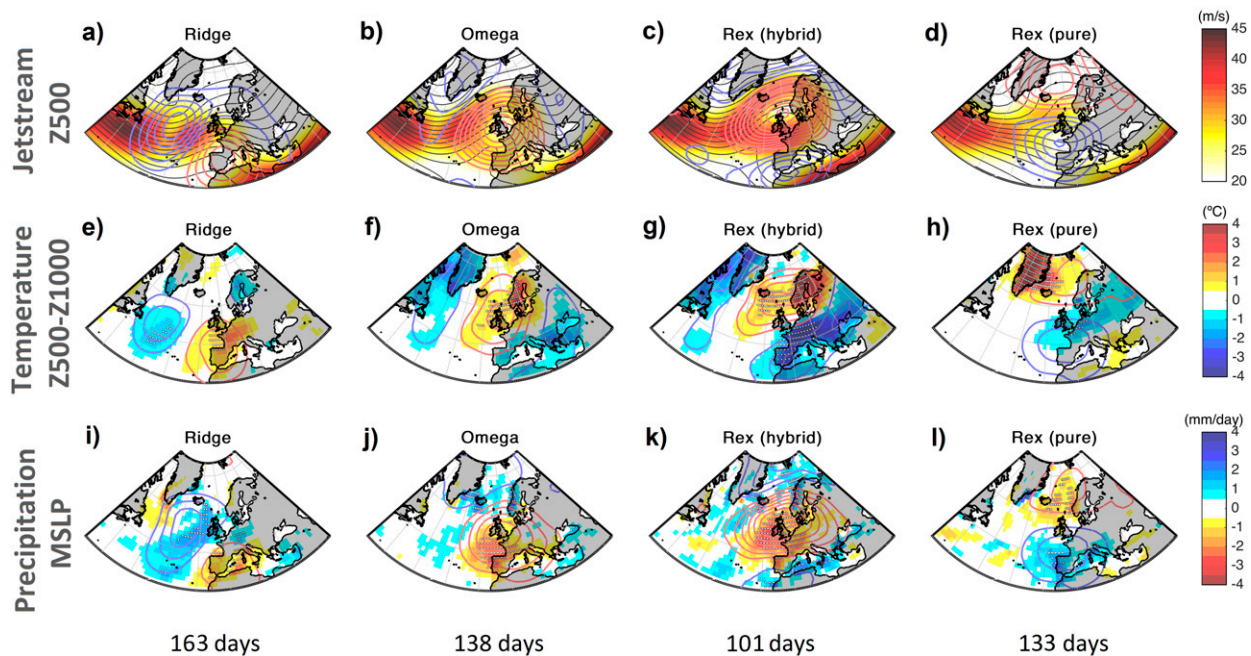 a) b) c) d)
Ridge Omega Rex (hybrid) Rex (pure)
(m/s)
45
40
35
30
25
20
Jetstream
Z500
e) f) g) h)
Ridge Omega Rex (hybrid) Rex (pure)
(ºC)
4
3
2
1
0
-1
-2
-3
-4
Temperature
Z500-Z1000
i) j) k) l)
Ridge Omega Rex (hybrid) Rex (pure)
(mm/day)
4
3
2
1
0
-1
-2
-3
-4
Precipitation
MSLP
163 days 138 days 101 days 133 days